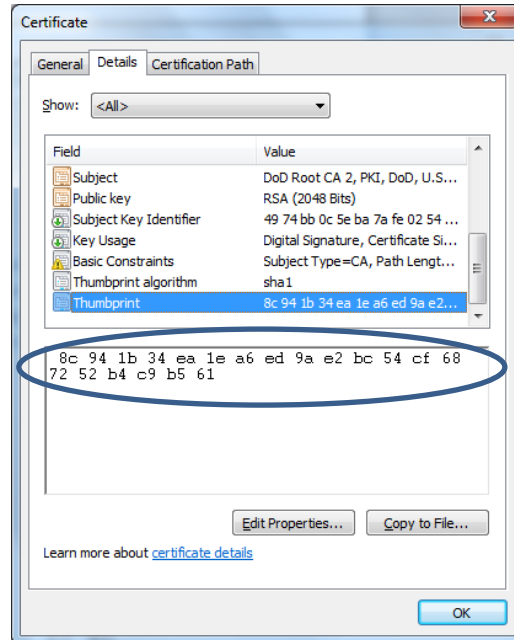 Certificate
General Details Certification Path
Show: <All>
Field Value
Subject DoD Root CA 2, PKI, DoD, U.S...
Public key RSA (2048 Bits)
Subject Key Identifier 49 74 bb 0c 5e ba 7a fe 02 54 ...
Key Usage Digital Signature, Certificate Si...
Basic Constraints Subject Type=CA, Path Lengt...
Thumbprint algorithm sha1
Thumbprint 8c 94 1b 34 ea 1e a6 ed 9a e2...
8c 94 1b 34 ea 1e a6 ed 9a e2 bc 54 cf 68
72 52 b4 c9 b5 61
Edit Properties... Copy to File...
Learn more about certificate details
OK